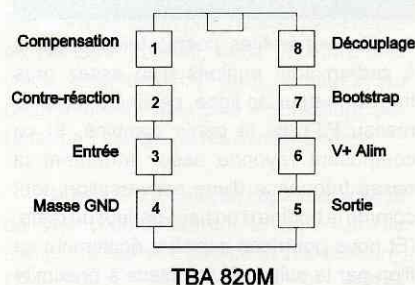 Compensation 1 8 Découplage
Contre-réaction 2 7 Bootstrap
Entrée 3 6 V+ Alim
Masse GND 4 5 Sortie
TBA 820M